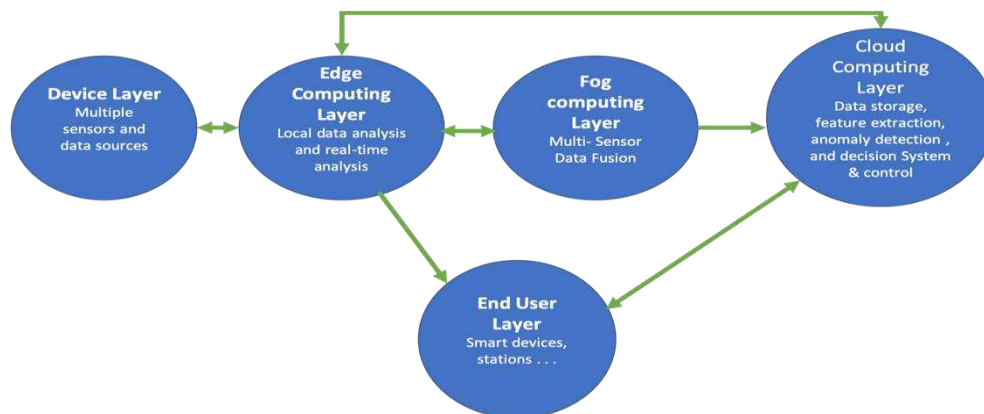 Device Layer
Multiple
sensors and
data sources
Edge
Computing
Layer
Local data analysis
and real-time
analysis
Fog
computing
Layer
Multi- Sensor
Data Fusion
Cloud
Computing
Layer
Data storage,
feature extraction,
anomaly detection ,
and decision System
& control
End User
Layer
Smart devices,
stations . . .